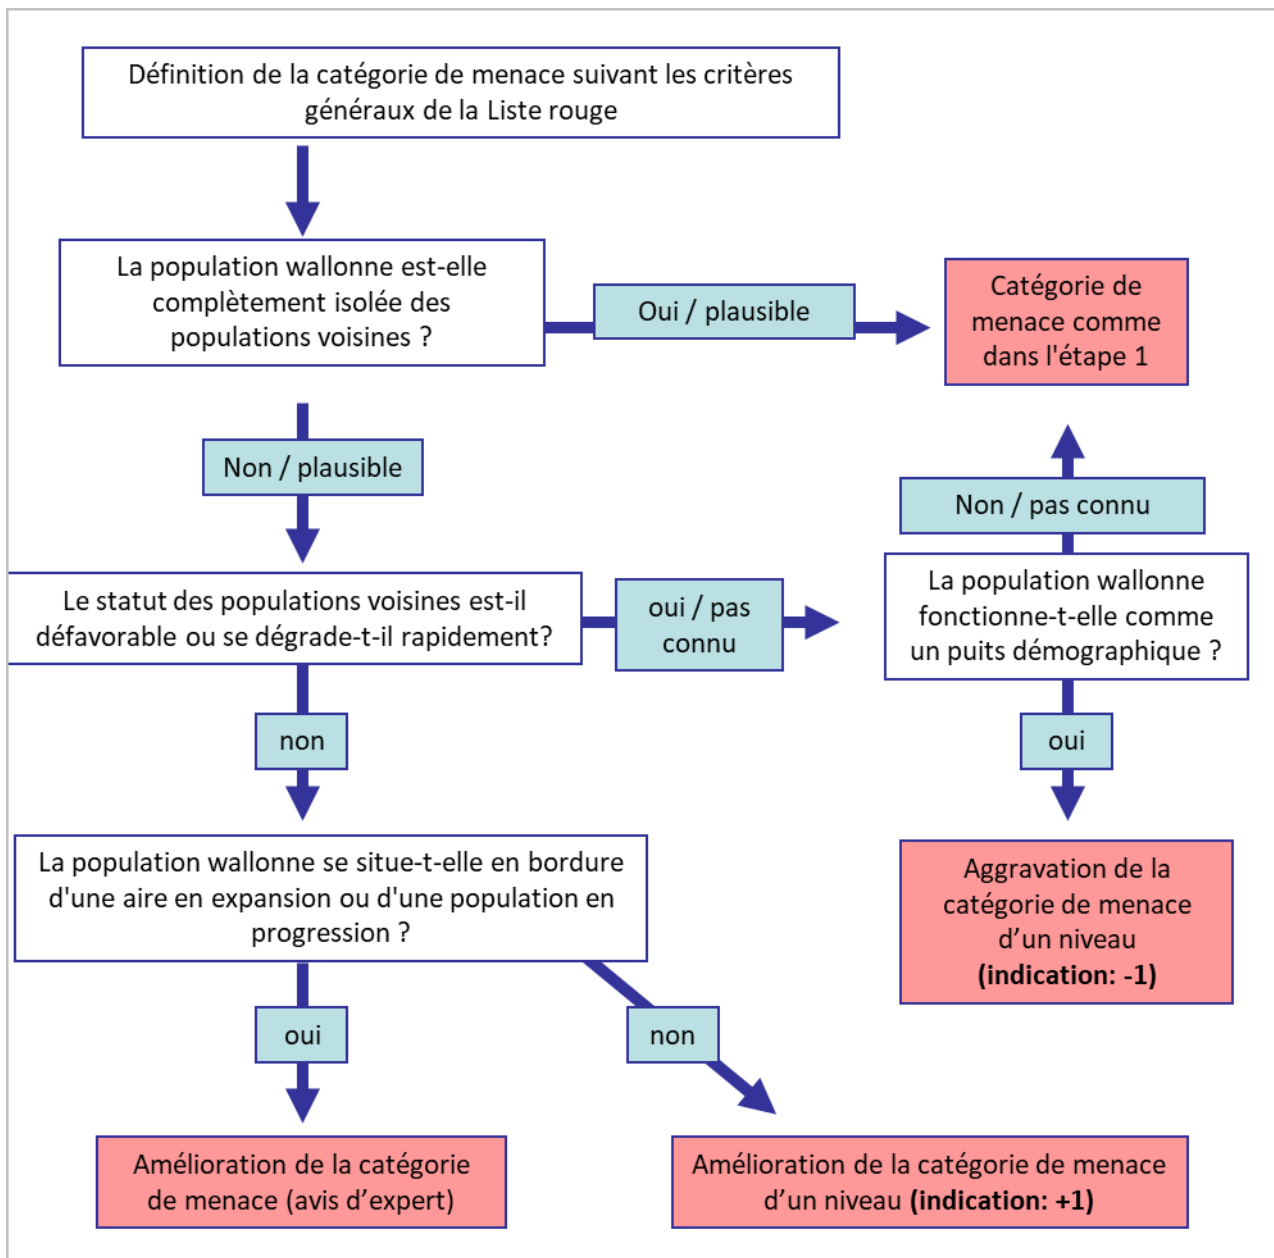 Définition de la catégorie de menace suivant les critères
généraux de la Liste rouge
La population wallonne est-elle
complètement isolée des
populations voisines ?
Oui / plausible
Catégorie de
menace comme
dans l'étape 1
Non / plausible
Non / pas connu
Le statut des populations voisines est-il
défavorable ou se dégrade-t-il rapidement?
oui / pas
connu
La population wallonne
fonctionne-t-elle comme
un puits démographique ?
non
oui
La population wallonne se situe-t-elle en bordure
d'une aire en expansion ou d'une population en
progression ?
Aggravation de la
catégorie de menace
d’un niveau
(indication: -1)
oui
non
Amélioration de la catégorie
de menace (avis d’expert)
Amélioration de la catégorie de menace
d’un niveau (indication: +1)